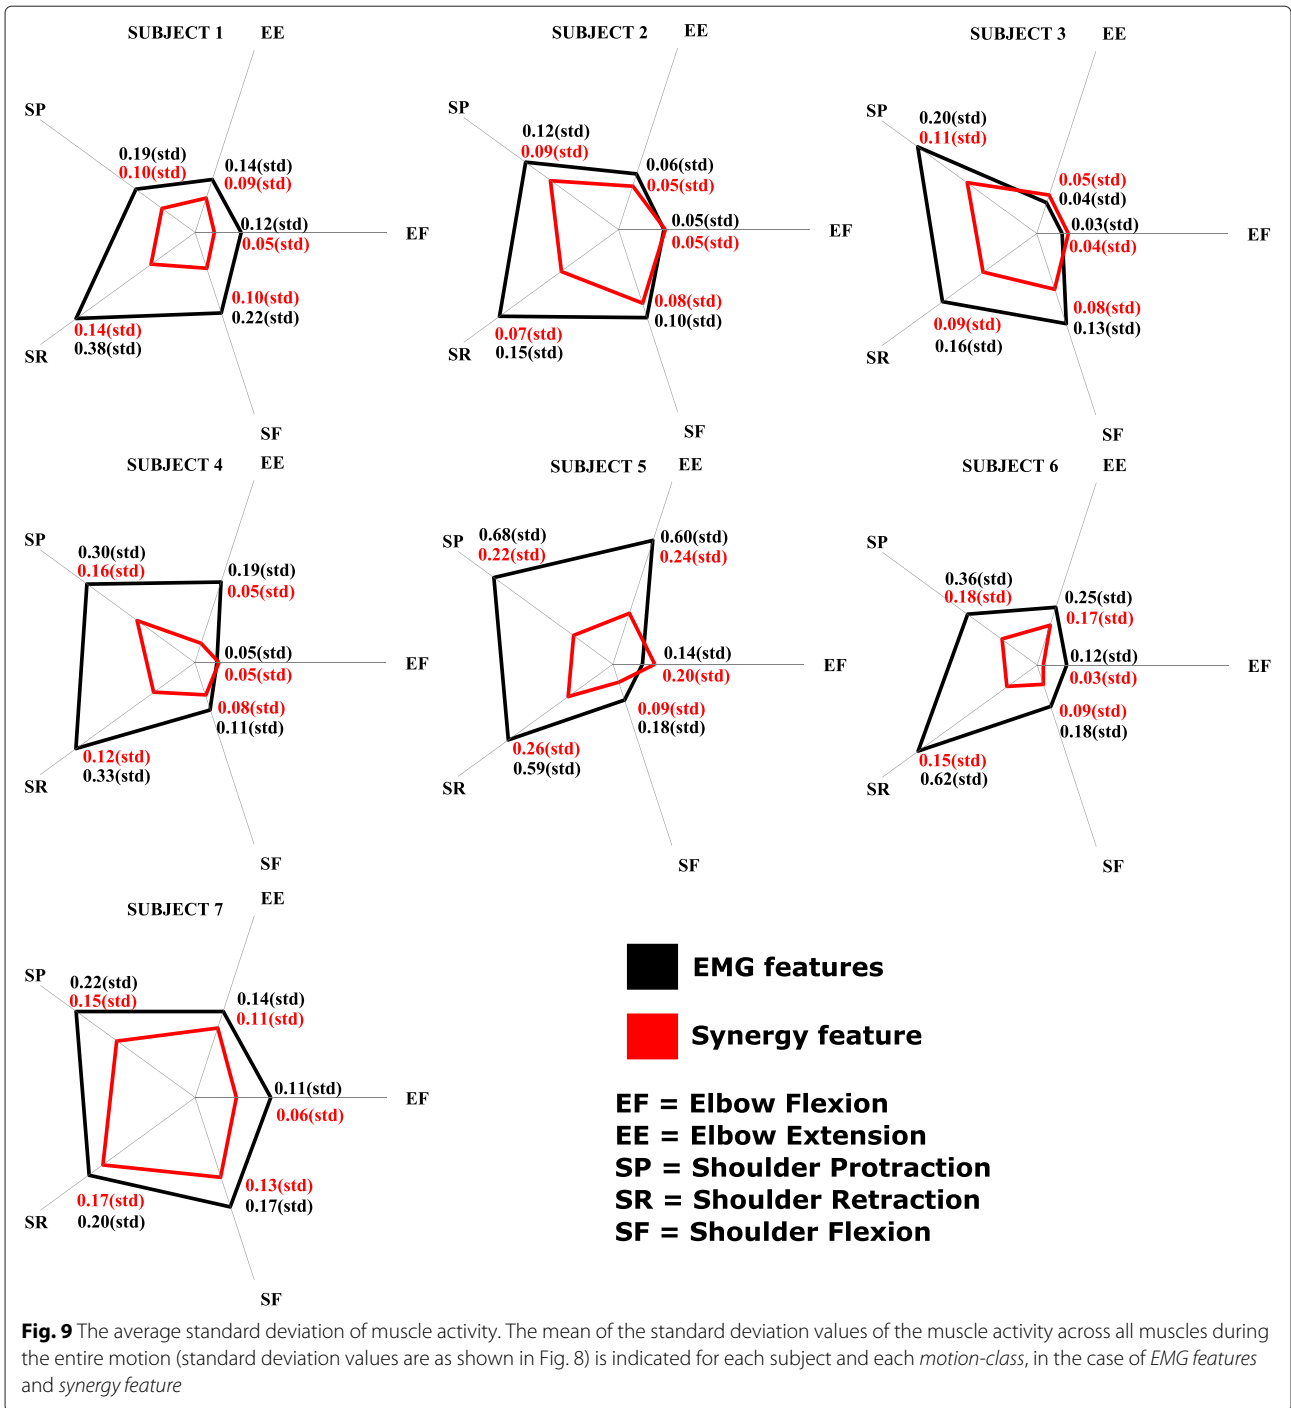 SUBJECT 1
EE
SP
0.19(std)
0.10(std)
0.14(std)
0.09(std)
0.12(std)
0.05(std)
EF
0.10(std)
0.22(std)
0.14(std)
0.38(std)
SR
SF
SUBJECT 2
EE
SP
0.12(std)
0.09(std)
0.06(std)
0.05(std)
0.05(std)
0.05(std)
EF
0.08(std)
0.10(std)
0.07(std)
0.15(std)
SR
SF
SUBJECT 3
EE
SP
0.20(std)
0.11(std)
0.05(std)
0.04(std)
0.03(std)
0.04(std)
EF
0.08(std)
0.13(std)
0.09(std)
0.16(std)
SR
SF
SUBJECT 4
EE
SP
0.30(std)
0.16(std)
0.19(std)
0.05(std)
0.05(std)
0.05(std)
EF
0.08(std)
0.11(std)
0.12(std)
0.33(std)
SR
SF
SUBJECT 5
EE
SP
0.68(std)
0.22(std)
0.60(std)
0.24(std)
0.14(std)
0.20(std)
EF
0.09(std)
0.18(std)
0.26(std)
0.59(std)
SR
SF
SUBJECT 6
EE
SP
0.36(std)
0.18(std)
0.25(std)
0.17(std)
0.12(std)
0.03(std)
EF
0.09(std)
0.18(std)
0.15(std)
0.62(std)
SR
SF
SUBJECT 7
EE
SP
0.22(std)
0.15(std)
0.14(std)
0.11(std)
0.11(std)
0.06(std)
EF
0.13(std)
0.17(std)
0.17(std)
0.20(std)
SR
SF
EMG features
Synergy feature
EF = Elbow Flexion
EE = Elbow Extension
SP = Shoulder Protraction
SR = Shoulder Retraction
SF = Shoulder Flexion
Fig. 9 The average standard deviation of muscle activity. The mean of the standard deviation values of the muscle activity across all muscles during
the entire motion (standard deviation values are as shown in Fig. 8) is indicated for each subject and each motion-class, in the case of EMG features
and synergy feature